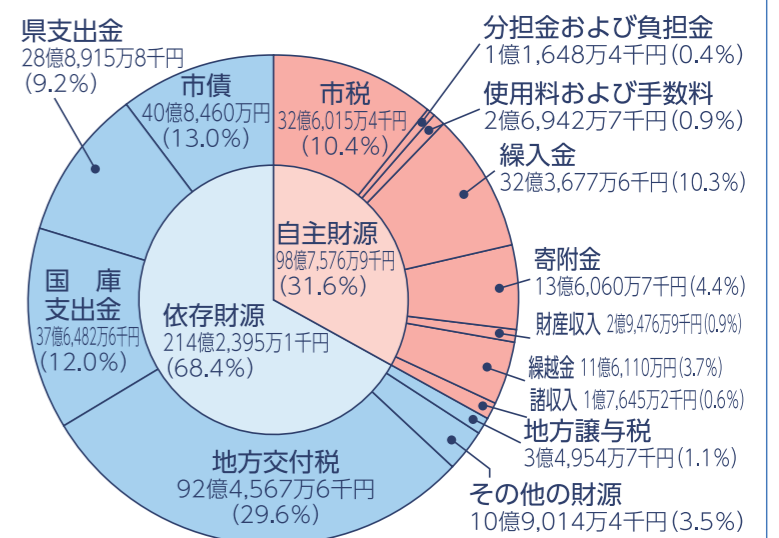 県支出金
28億8,915万8千円
(9.2%)
市債
40億8,460万円
(13.0%)
市税
32億6,015万4千円
(10.4%)
分担金および負担金
1億1,648万4千円(0.4%)
使用料および手数料
2億6,942万7千円(0.9%)
繰入金
32億3,677万6千円(10.3%)
自主財源
98億7,576万9千円
(31.6%)
寄附金
13億6,060万7千円(4.4%)
財産収入 2億9,476万9千円(0.9%)
繰越金 11億6,110万円(3.7%)
諸収入 1億7,645万2千円(0.6%)
地方譲与税
3億4,954万7千円(1.1%)
その他の財源
10億9,014万4千円(3.5%)
依存財源
214億2,395万1千円
(68.4%)
国 庫
支出金
37億6,482万6千円
(12.0%)
地方交付税
92億4,567万6千円
(29.6%)